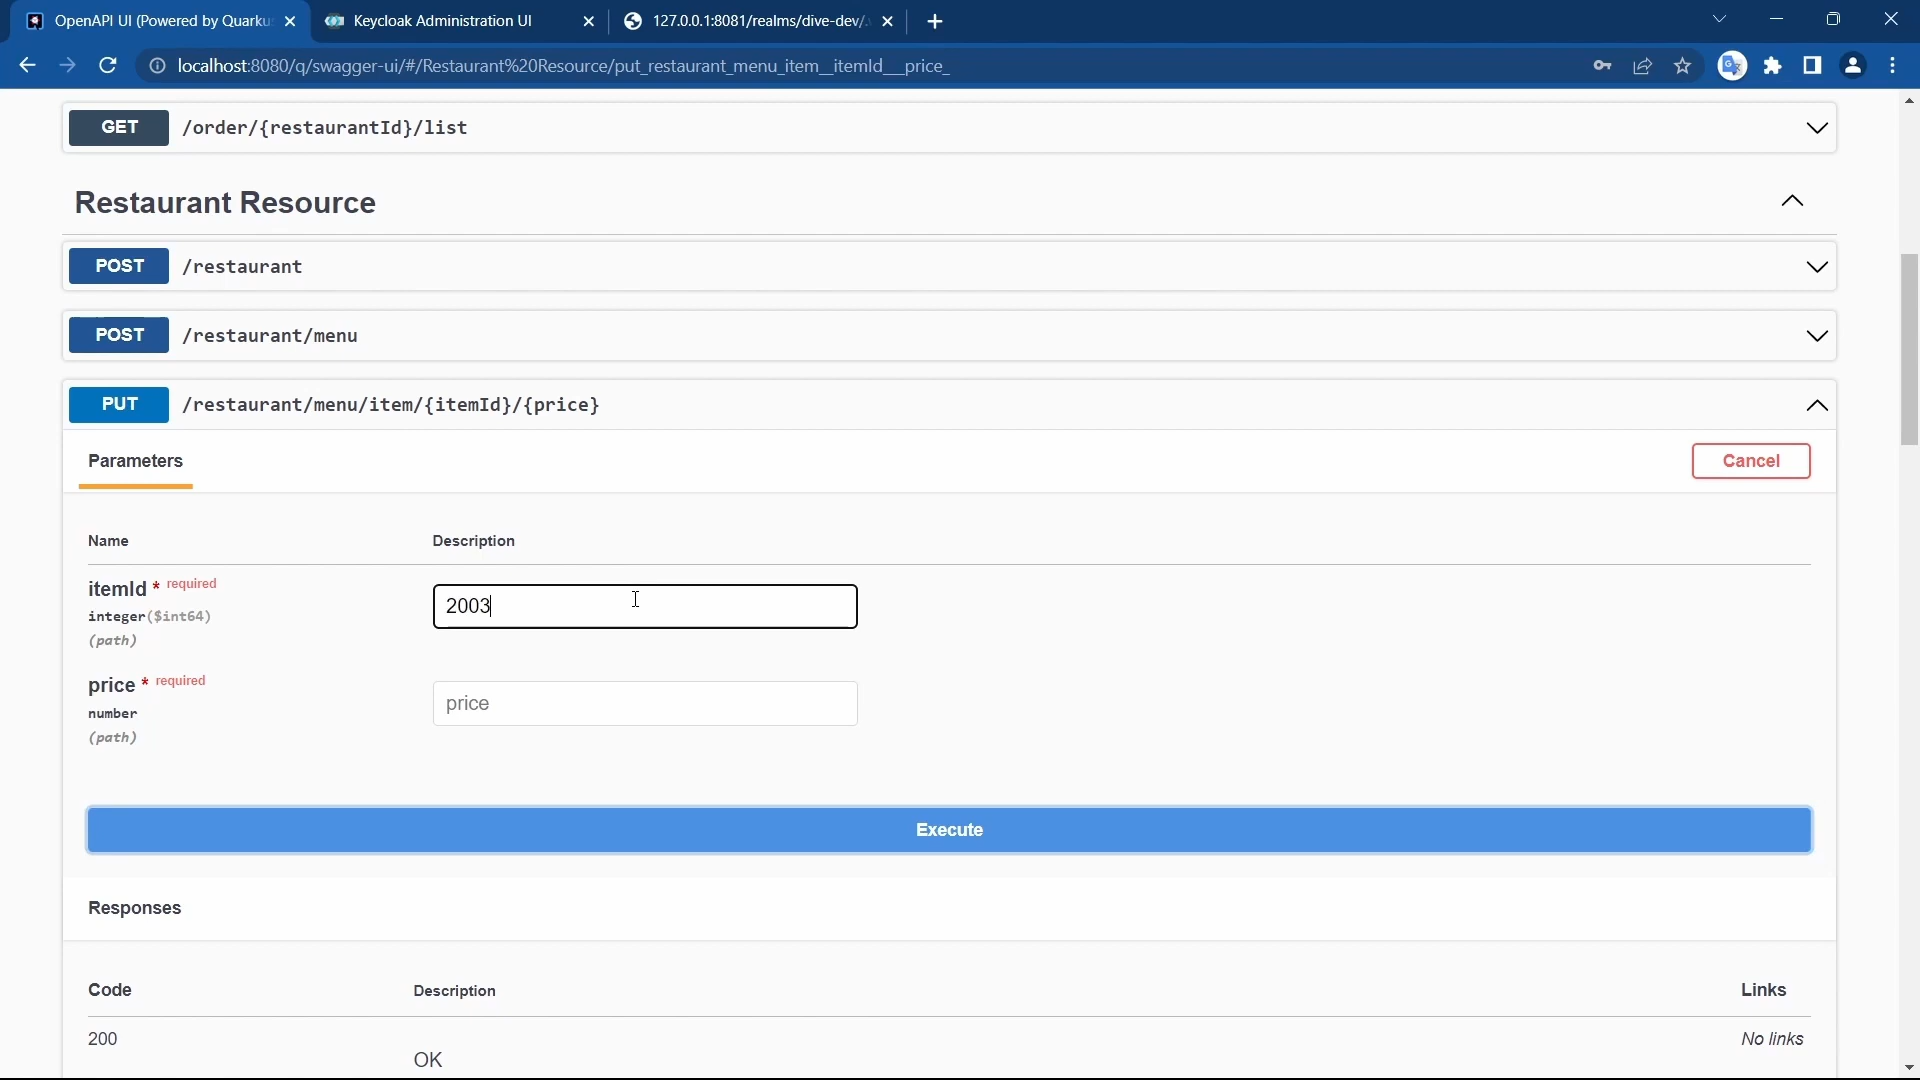 OpenAPI UI (Powered by Quarku
Keycloak Administration UI
127.0.0.1:8081/realms/dive-dev/.
localhost:8080/q/swagger-ui/#/Restaurant%20Resource/put_restaurant_menu_item__itemId___price_
GET /order/{restaurantId}/list
Restaurant Resource
POST /restaurant
POST /restaurant/menu
PUT /restaurant/menu/item/{itemId}/{price}
Parameters
Cancel
Name Description
itemId * required
integer($int64)
(path)
2003
price * required
number
(path)
price
Execute
Responses
Code Description Links
200 No links
OK